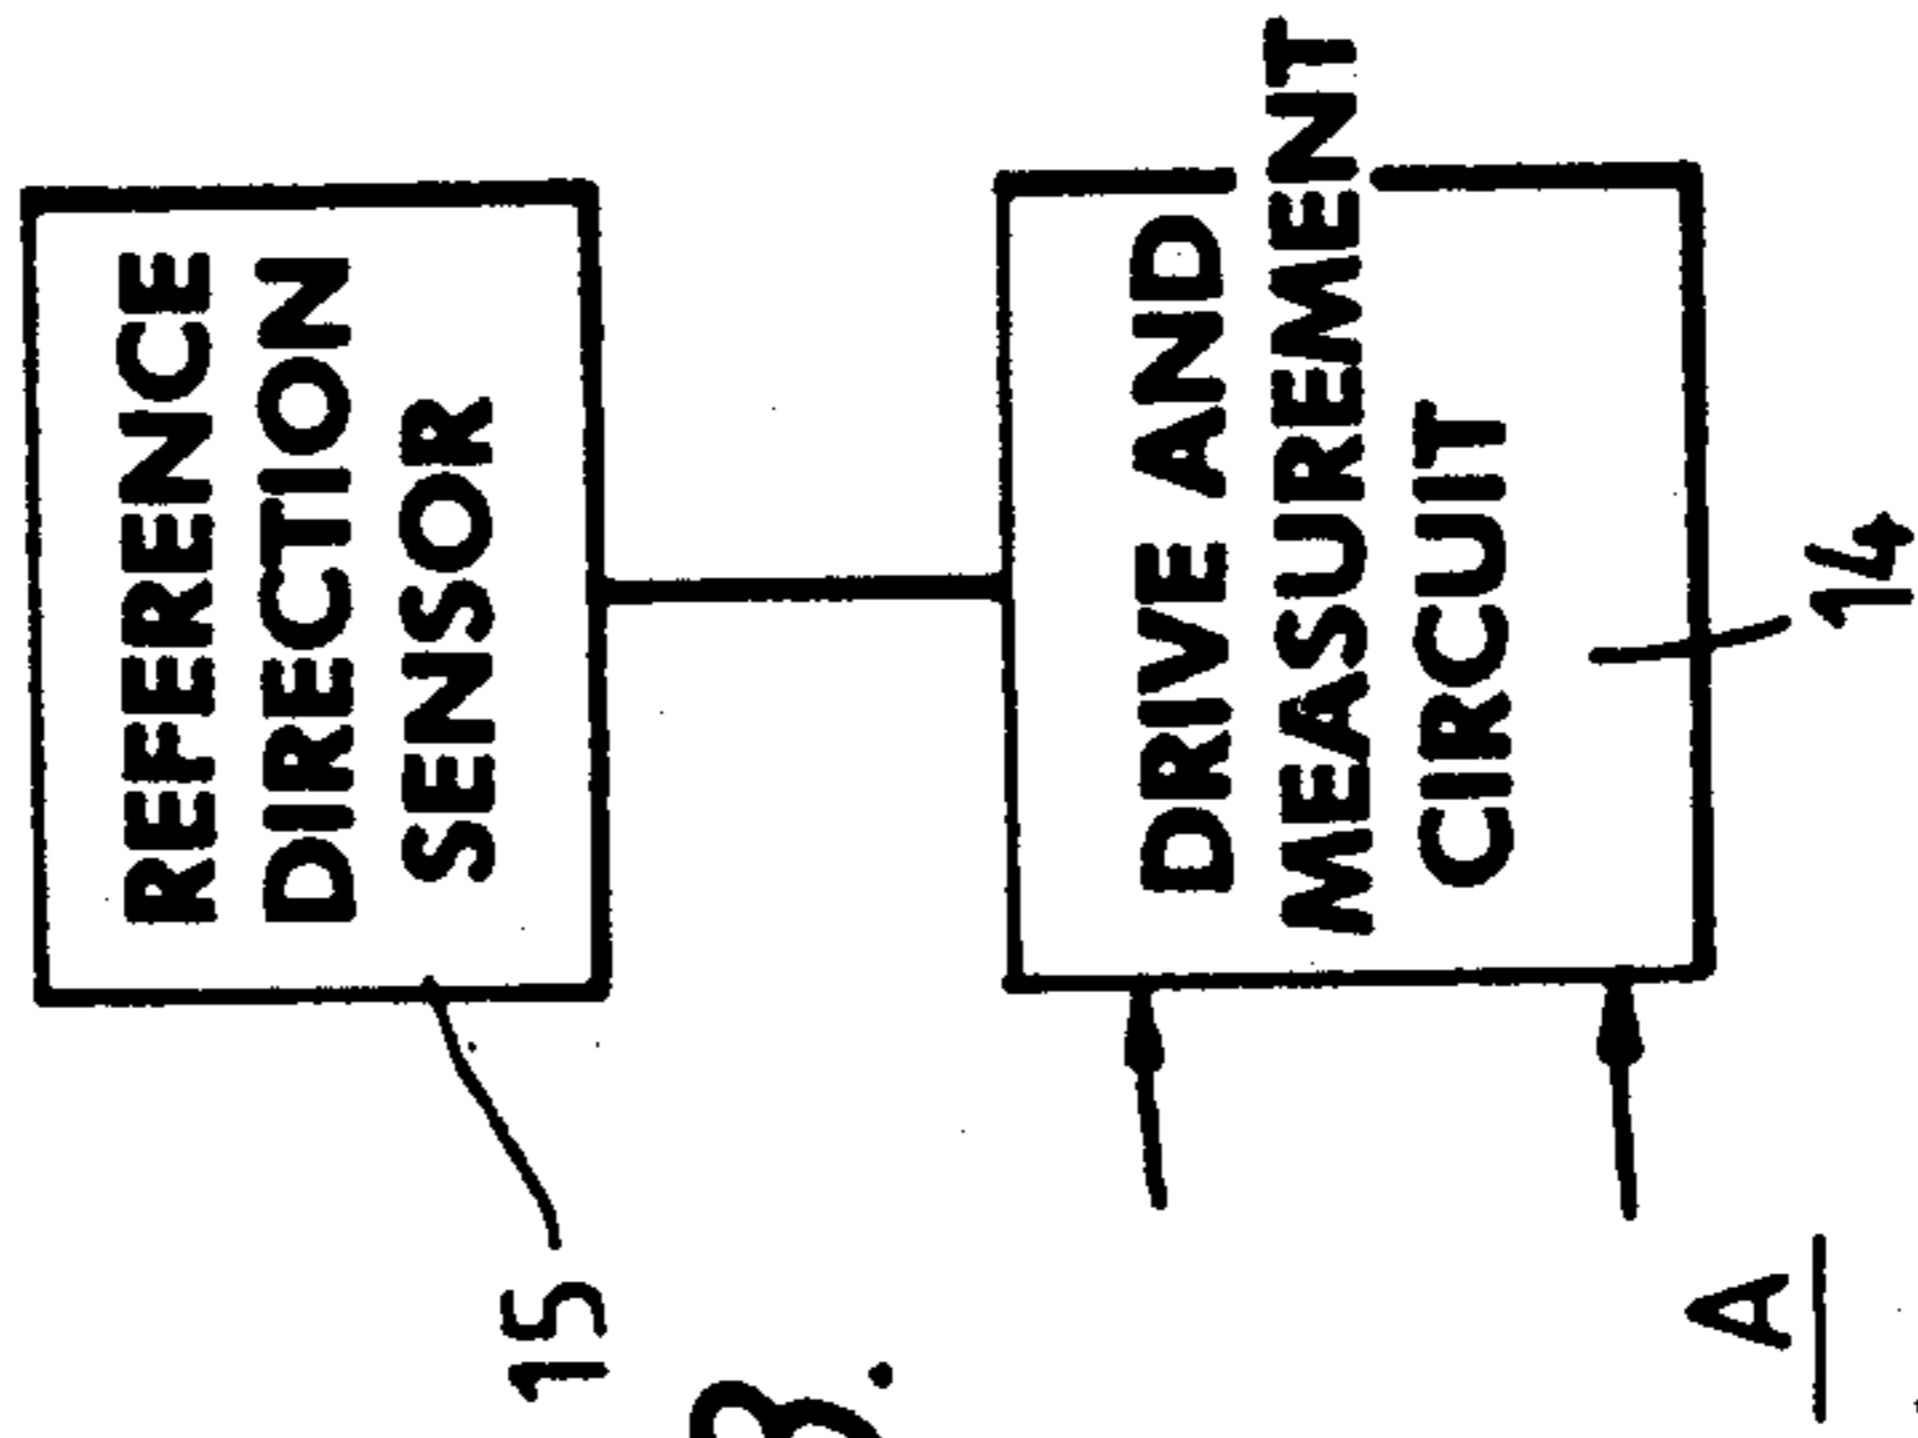 REFERENCE
DIRECTION
SENSOR
15
DRIVE AND
MEASUREMENT
CIRCUIT
14
A